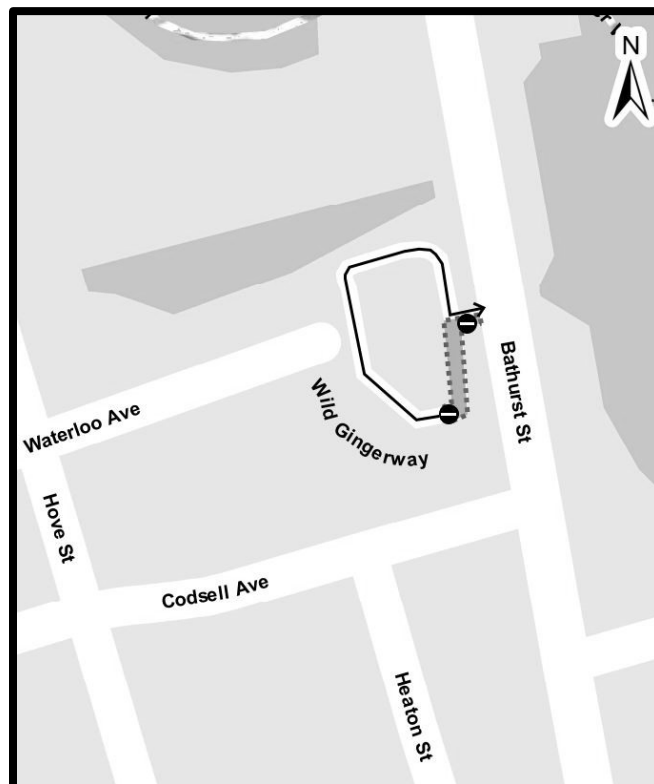 N
Bathurst St
Waterloo Ave
Wild Gingerway
Hove St
Codsell Ave
Heaton St